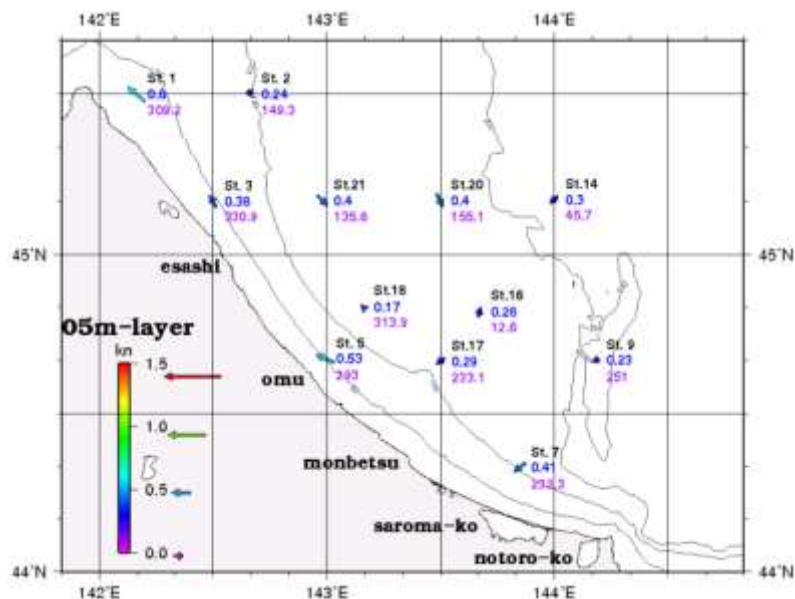 142°E 143°E 144°E
St. 1 St. 2
0.6 0.24
309.2 149.3
St. 3 St.21 St.20 St.14
0.38 0.4 0.4 0.3
330.9 135.6 155.1 45.7
45°N 45°N
esashi
St.18 St.16
0.17 0.26
313.9 12.6
05m-layer
kn
St. 5 St.17 St. 9
0.53 0.29 0.23
293 223.1 251
1.5
omu
1.0
St. 7
monbetsu
0.41
0.5
saroma-ko
0.0
notoro-ko
44°N 44°N
142°E 143°E 144°E